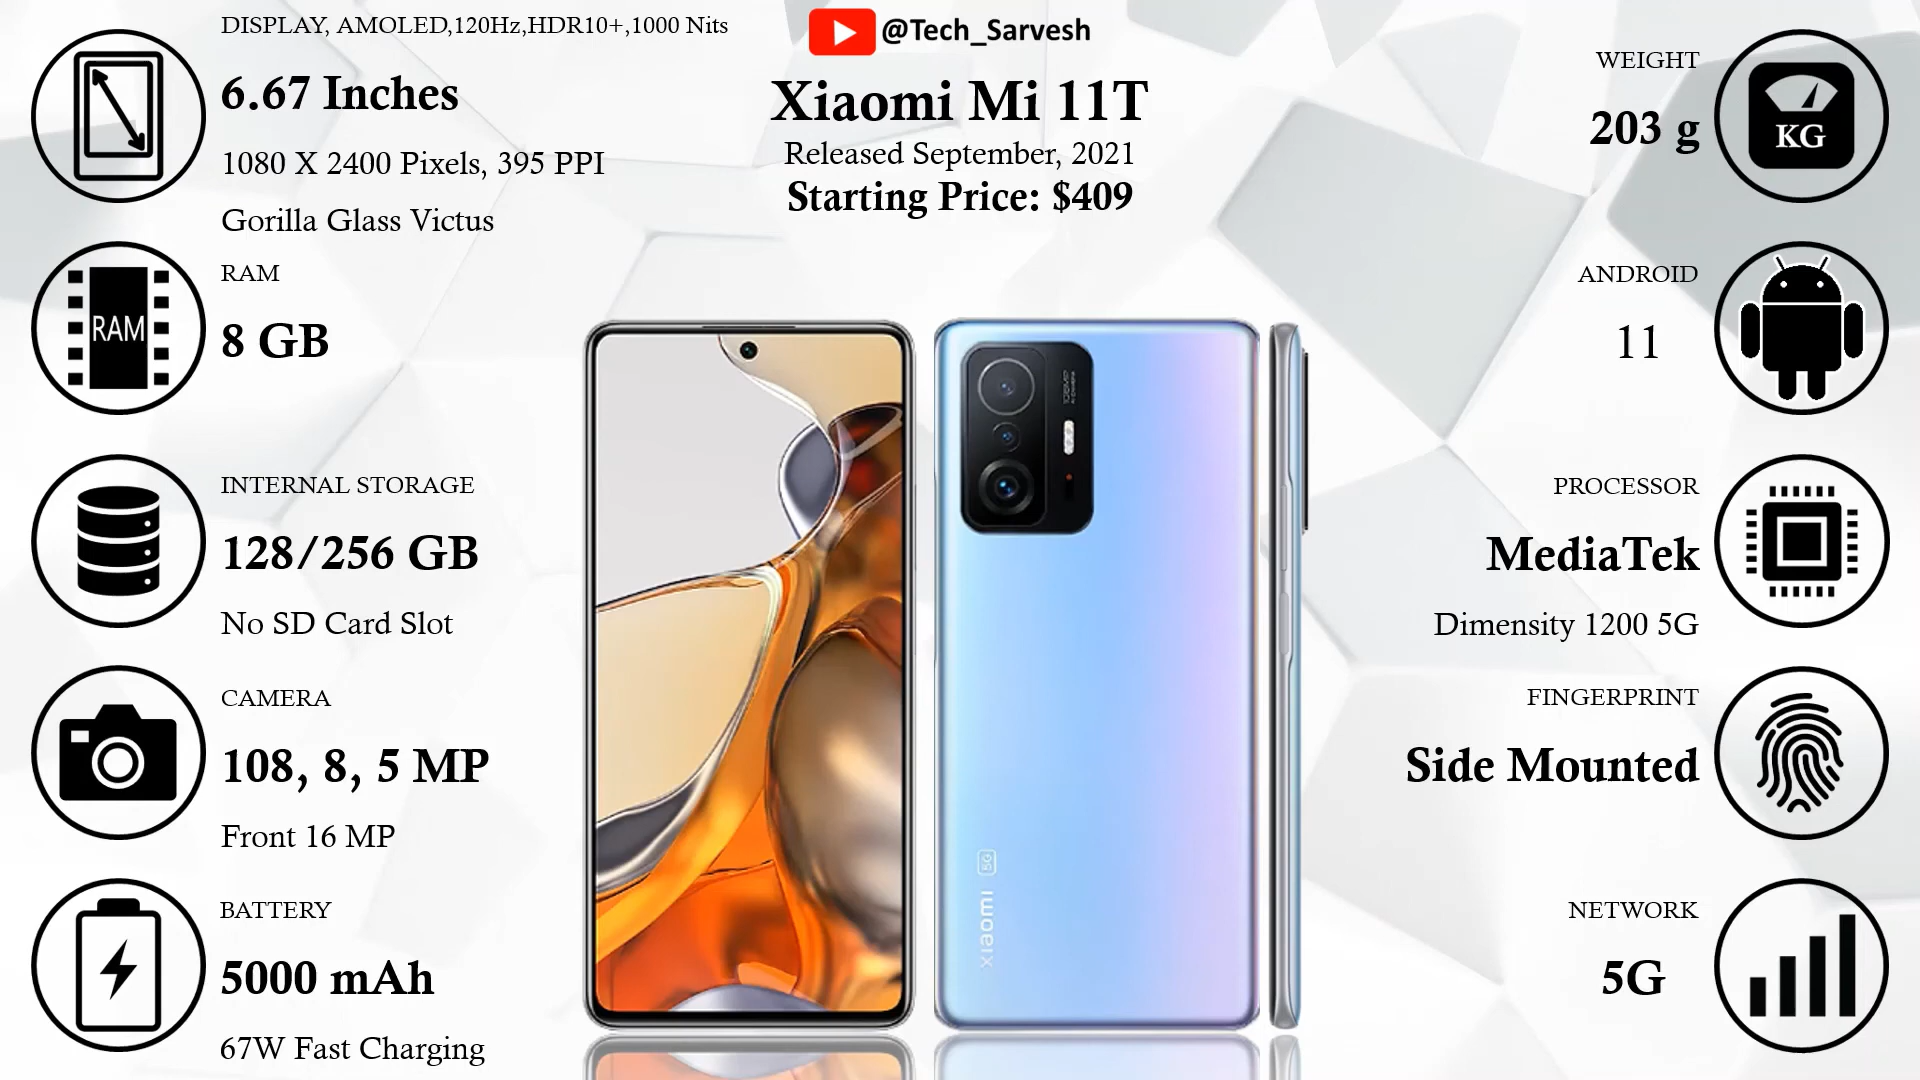 @Tech_Sarvesh
Xiaomi Mi 11T
Released September, 2021
Starting Price: $409
DISPLAY, AMOLED,120Hz,HDR10+,1000 Nits
6.67 Inches
1080 X 2400 Pixels, 395 PPI
Gorilla Glass Victus
RAM
RAM
8 GB
INTERNAL STORAGE
128/256 GB
No SD Card Slot
CAMERA
108, 8, 5 MP
Front 16 MP
BATTERY
5000 mAh
67W Fast Charging
xiaomi 5G
WEIGHT
203 g
KG
ANDROID
11
PROCESSOR
MediaTek
Dimensity 1200 5G
FINGERPRINT
Side Mounted
NETWORK
5G